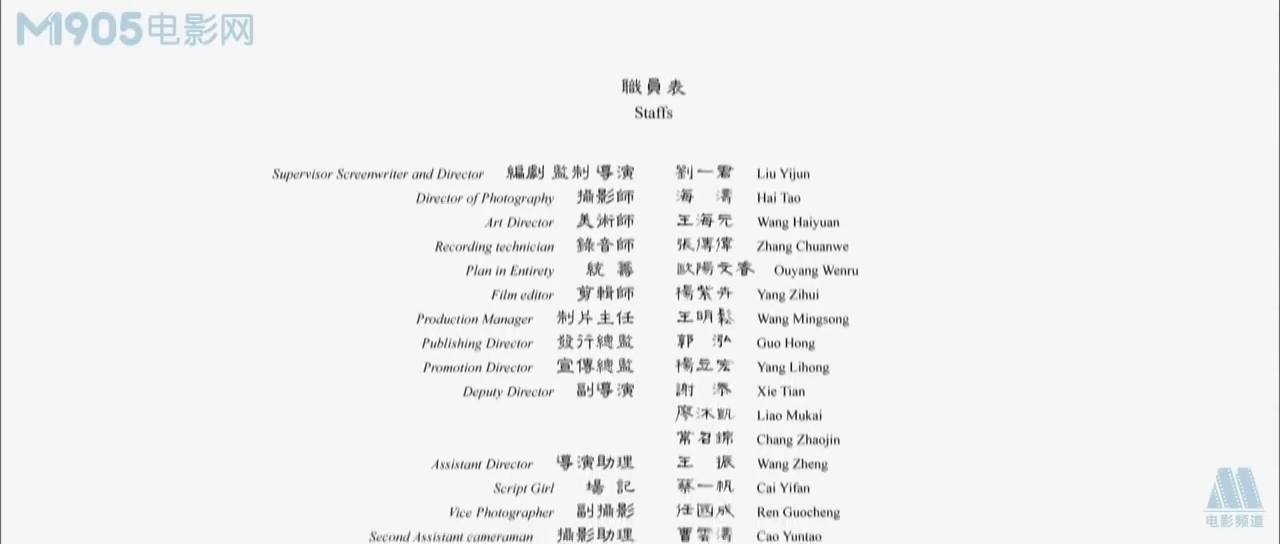 M1905电影网
職員表
Staffs
Supervisor Screenwriter and Director 編劇 監制 導演 劉一君 Liu Yijun
Director of Photography 攝影師 海濤 Hai Tao
Art Director 美術師 王海元 Wang Haiyuan
Recording technician 錄音師 張傳偉 Zhang Chuanwe
Plan in Entirety 統籌 歐陽文睿 Ouyang Wenru
Film editor 剪輯師 楊紫卉 Yang Zihui
Production Manager 制片主任 王明鬆 Wang Mingsong
Publishing Director 發行總監 郭泓 Guo Hong
Promotion Director 宣傳總監 楊立宏 Yang Lihong
Deputy Director 副導演 謝添 Xie Tian
廖沐凱 Liao Mukai
常召錦 Chang Zhaojin
Assistant Director 導演助理 王振 Wang Zheng
Script Girl 場記 蔡一帆 Cai Yifan
Vice Photographer 副攝影 任國成 Ren Guocheng
Second Assistant cameraman 攝影助理 曹雲濤 Cao Yuntao
电影频道